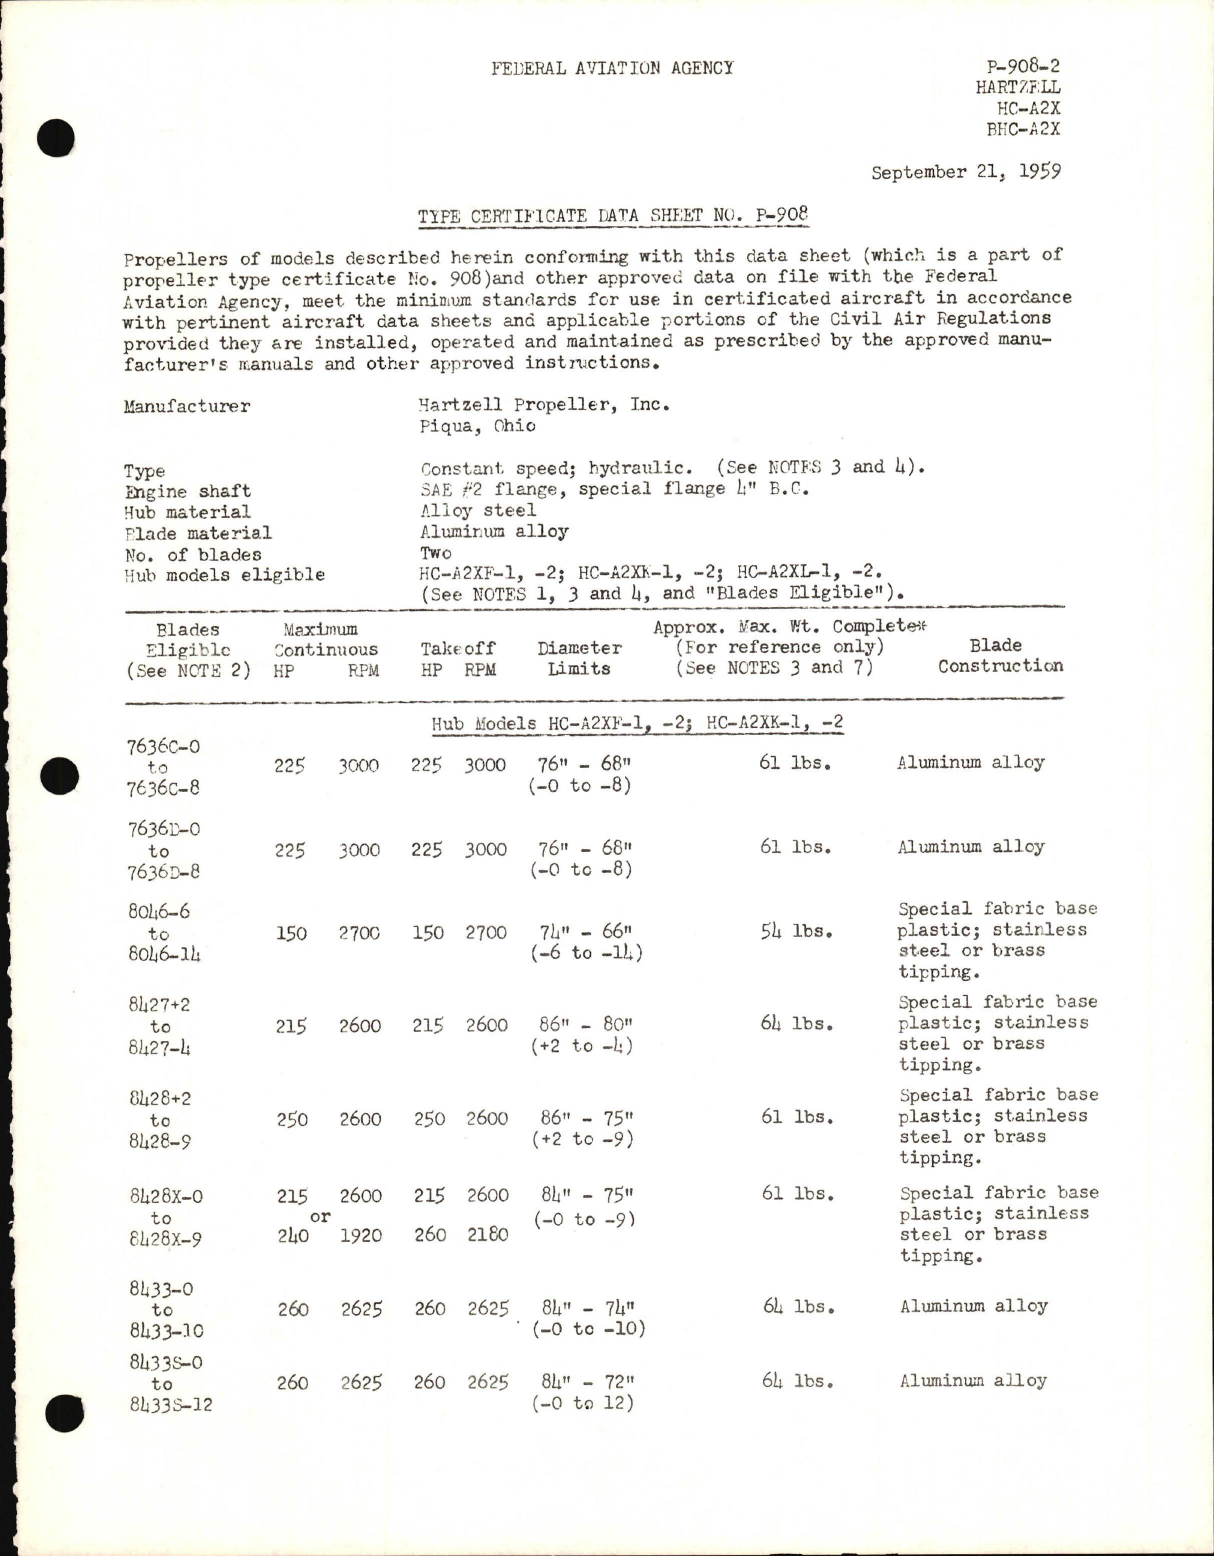 FEDERAL AVIATION AGENCY
P-908-2
HARTZELL
HC-A2X
BHC-A2X
September 21, 1959
TYPE CERTIFICATE DATA SHEET NO. P-908
Propellers of models described herein conforming with this data sheet (which is a part of
propeller type certificate No. 908)and other approved data on file with the Federal
Aviation Agency, meet the minimum standards for use in certificated aircraft in accordance
with pertinent aircraft data sheets and applicable portions of the Civil Air Regulations
provided they are installed, operated and maintained as prescribed by the approved manu-
facturer's manuals and other approved instructions.
Manufacturer Hartzell Propeller, Inc.
Piqua, Ohio
Type Constant speed; hydraulic. (See NOTES 3 and 4).
Engine shaft SAE #2 flange, special flange 4" B.C.
Hub material Alloy steel
Blade material Aluminum alloy
No. of blades Two
Hub models eligible HC-A2XF-1, -2; HC-A2XK-1, -2; HC-A2XL-1, -2.
(See NOTES 1, 3 and 4, and "Blades Eligible").
Blades Maximum Approx. Max. Wt. Complete*
Eligible Continuous Takeoff Diameter (For reference only) Blade
(See NOTE 2) HP RPM HP RPM Limits (See NOTES 3 and 7) Construction
Hub Models HC-A2XF-1, -2; HC-A2XK-1, -2
7636C-0
to 225 3000 225 3000 76" - 68" 61 lbs. Aluminum alloy
7636C-8 (-0 to -8)
7636D-0
to 225 3000 225 3000 76" - 68" 61 lbs. Aluminum alloy
7636D-8 (-0 to -8)
8046-6 Special fabric base
to 150 2700 150 2700 74" - 66" 54 lbs. plastic; stainless
8046-14 (-6 to -14) steel or brass
tipping.
8427+2 Special fabric base
to 215 2600 215 2600 86" - 80" 64 lbs. plastic; stainless
8427-4 (+2 to -4) steel or brass
tipping.
8428+2 Special fabric base
to 250 2600 250 2600 86" - 75" 61 lbs. plastic; stainless
8428-9 (+2 to -9) steel or brass
tipping.
8428X-0 215 2600 215 2600 84" - 75" 61 lbs. Special fabric base
to or (-0 to -9) plastic; stainless
8428X-9 240 1920 260 2180 steel or brass
tipping.
8433-0
to 260 2625 260 2625 84" - 74" 64 lbs. Aluminum alloy
8433-10 (-0 to -10)
8433S-0
to 260 2625 260 2625 84" - 72" 64 lbs. Aluminum alloy
8433S-12 (-0 to 12)